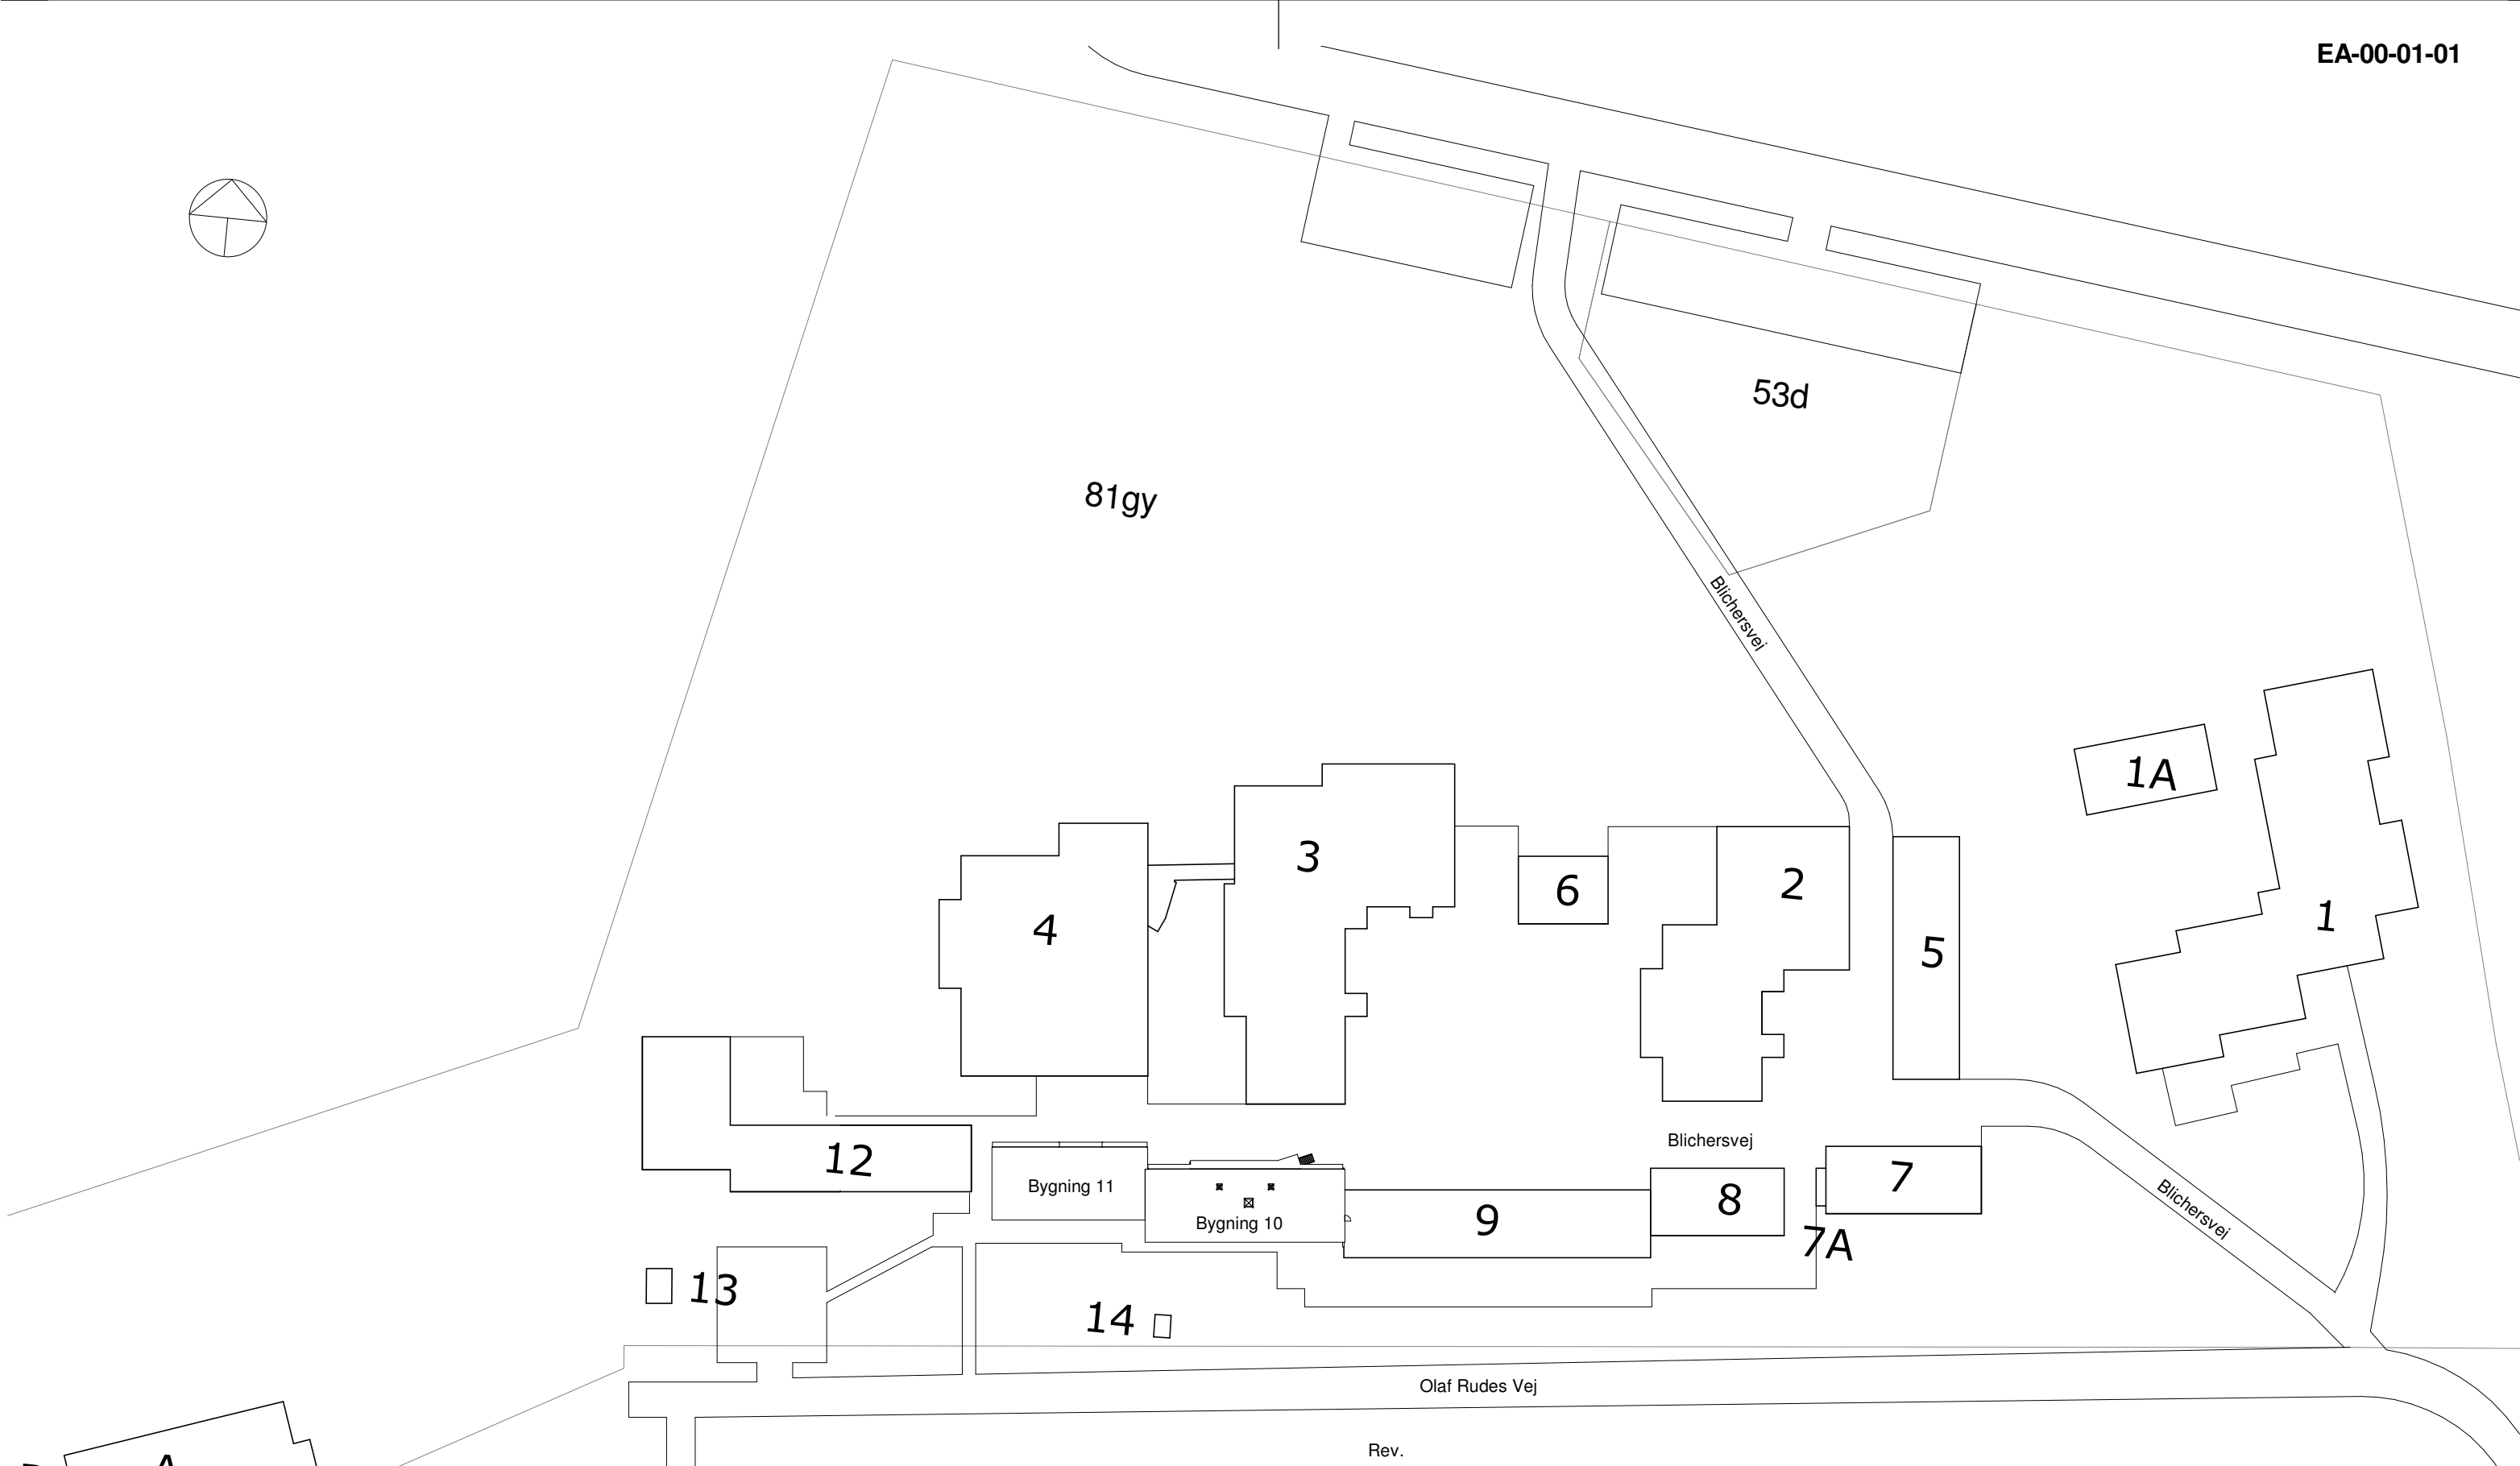 EA-00-01-01
53d
81gy
Blichersvej
1A
3
6
2
4
1
5
Blichersvej
12
Bygning 11
7
8
Blichersvej
9
Bygning 10
7A
13
14
Olaf Rudes Vej
Rev.